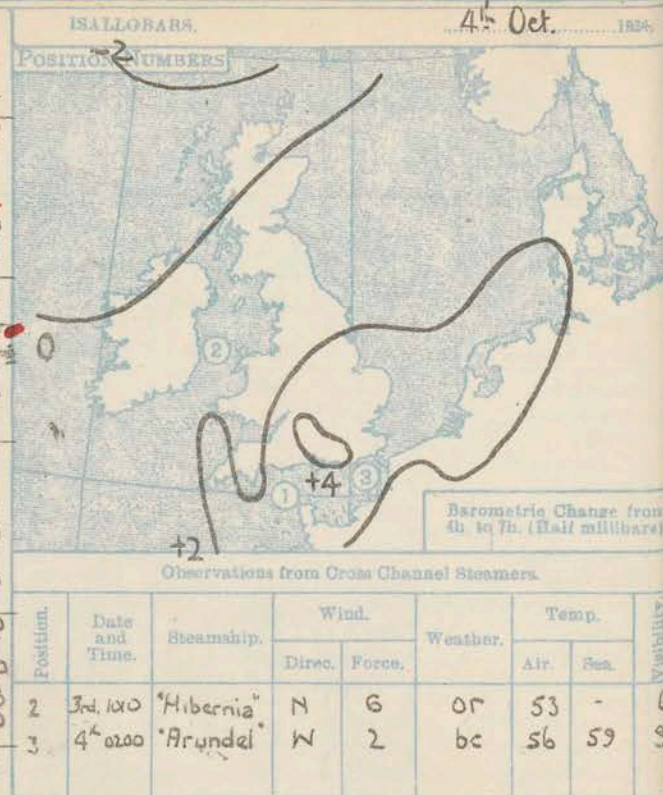 ISALLOBARS. 4th Oct. 1934.
-2
POSITION NUMBERS
0
2
+4
3
1
+2
Barometric Change from
4h. to 7h. (Half millibars)
Observations from Cross Channel Steamers.
Position. Date and Time. Steamship. Wind. Weather. Temp. Visibility
Direc. Force. Air. Sea.
2 3rd. "Hibernia" N 6 or 53 -
3 4th 0200 "Arundel" W 2 bc 56 59